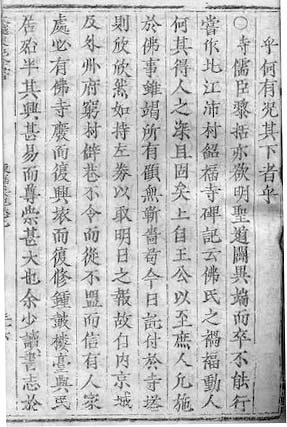 乎何有况其下者乎
○時儒臣黎括亦欲明聖道闢異端而卒不能行
嘗作北江沛村紹福寺碑記云佛氏之禍福動人
何其得人之深且固矣上自王公以至庶人凡施
於佛事雖竭所有顧無靳嗇苟今日託付於寺塔
則欣欣然如持左券以取明日之報故自内京城
及外州府窮村僻巷不令而從不盟而信有人家
處必有佛寺廢而復興壞而復修鍾鼓樓臺與民
居殆半其興甚易而尊崇甚大也余少讀書志於